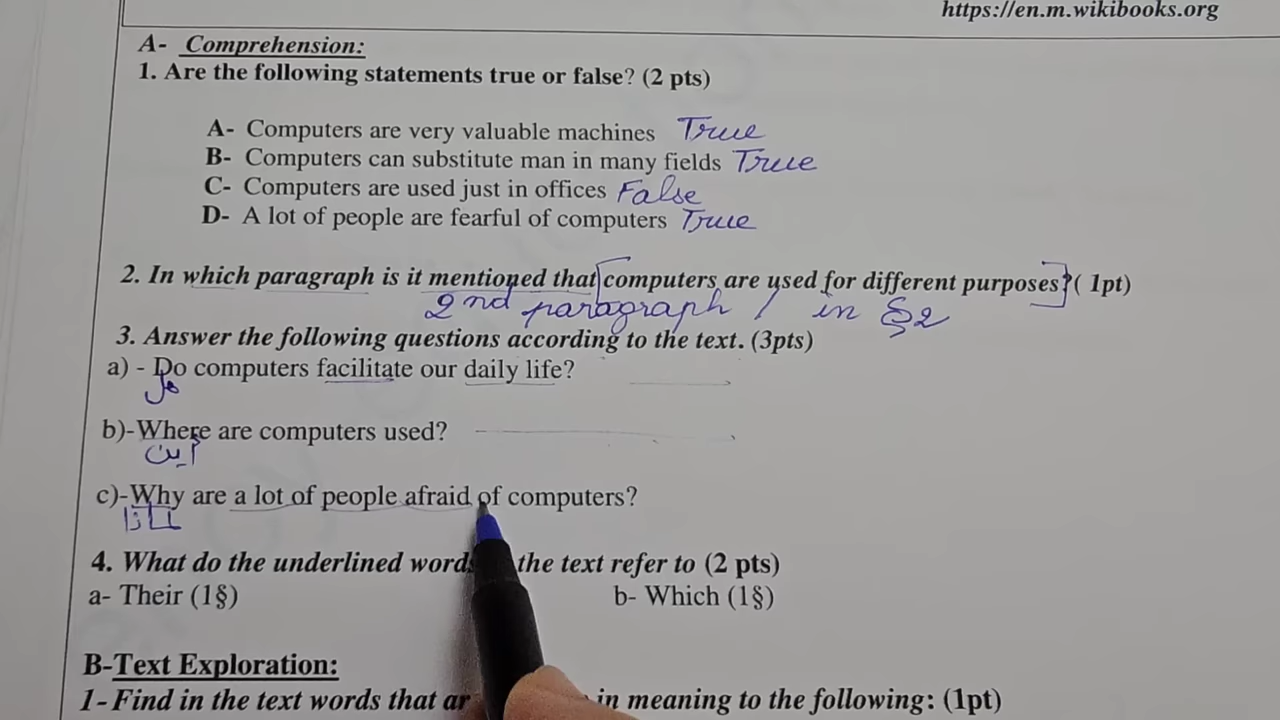 https://en.m.wikibooks.org
A- Comprehension:
1. Are the following statements true or false? (2 pts)
A- Computers are very valuable machines True
B- Computers can substitute man in many fields True
C- Computers are used just in offices False
D- A lot of people are fearful of computers True
2. In which paragraph is it mentioned that [computers are used for different purposes]?( 1pt)
2nd paragraph / in §2
3. Answer the following questions according to the text. (3pts)
a) - Do computers facilitate our daily life?
هل
b)-Where are computers used?
أين
c)-Why are a lot of people afraid of computers?
لماذا
4. What do the underlined words the text refer to (2 pts)
a- Their (1§) b- Which (1§)
B-Text Exploration:
1-Find in the text words that in meaning to the following: (1pt)